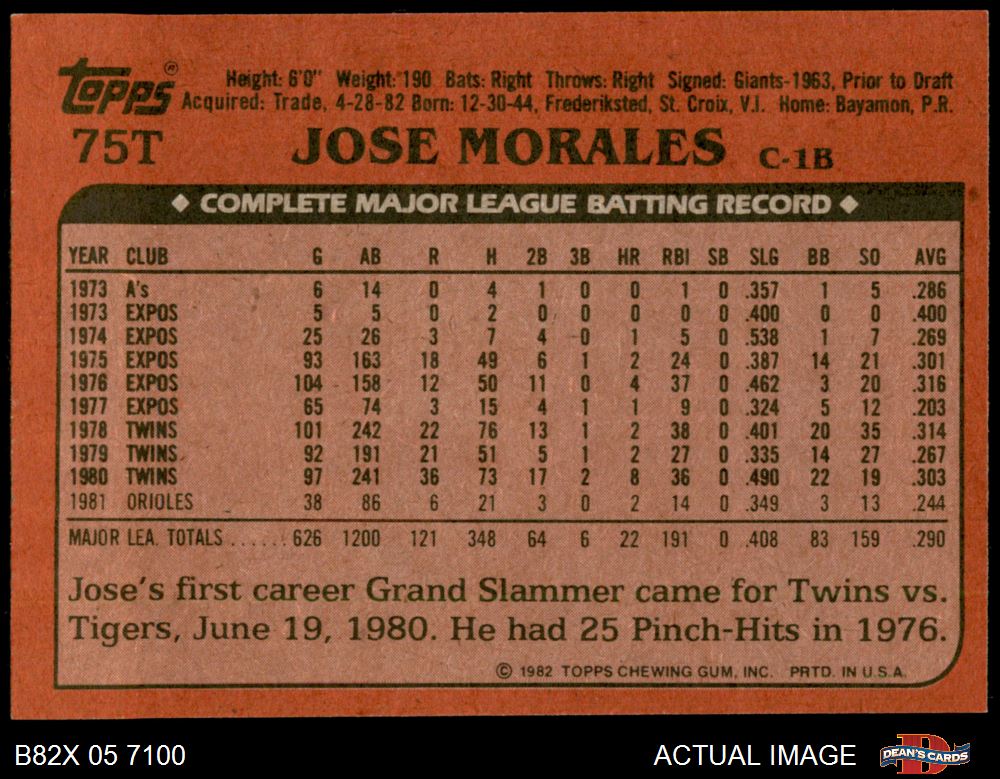 Topps® Height: 6'0" Weight: 190 Bats: Right Throws: Right Signed: Giants-1963, Prior to Draft
Acquired: Trade, 4-28-82 Born: 12-30-44, Frederiksted, St. Croix, V.I. Home: Bayamon, P.R.
75T JOSE MORALES C-1B
◆ COMPLETE MAJOR LEAGUE BATTING RECORD ◆
YEAR CLUB G AB R H 2B 3B HR RBI SB SLG BB SO AVG
1973 A's 6 14 0 4 1 0 0 1 0 .357 1 5 .286
1973 EXPOS 5 5 0 2 0 0 0 0 0 .400 0 0 .400
1974 EXPOS 25 26 3 7 4 0 1 5 0 .538 1 7 .269
1975 EXPOS 93 163 18 49 6 1 2 24 0 .387 14 21 .301
1976 EXPOS 104 158 12 50 11 0 4 37 0 .462 3 20 .316
1977 EXPOS 65 74 3 15 4 1 1 9 0 .324 5 12 .203
1978 TWINS 101 242 22 76 13 1 2 38 0 .401 20 35 .314
1979 TWINS 92 191 21 51 5 1 2 27 0 .335 14 27 .267
1980 TWINS 97 241 36 73 17 2 8 36 0 .490 22 19 .303
1981 ORIOLES 38 86 6 21 3 0 2 14 0 .349 3 13 .244
MAJOR LEA. TOTALS ...... 626 1200 121 348 64 6 22 191 0 .408 83 159 .290
Jose's first career Grand Slammer came for Twins vs.
Tigers, June 19, 1980. He had 25 Pinch-Hits in 1976.
© 1982 TOPPS CHEWING GUM, INC. PRTD. IN U.S.A.
B82X 05 7100 ACTUAL IMAGE D DEAN'S CARDS